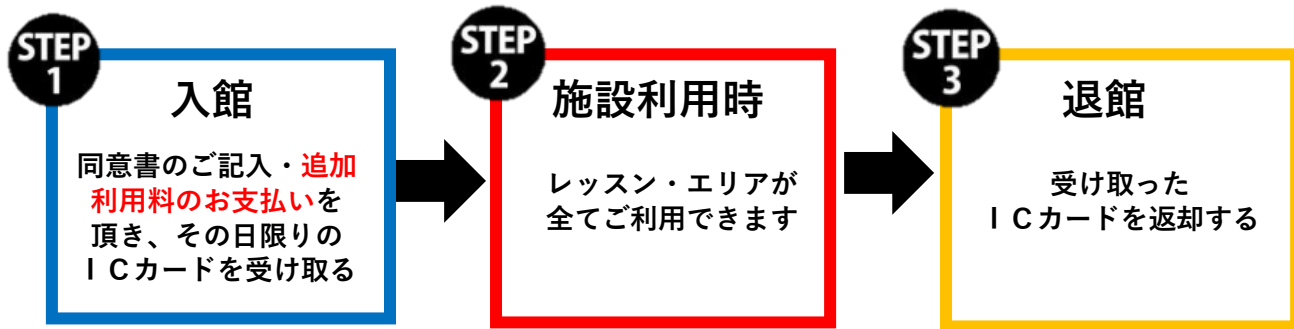 STEP
1
入館
同意書のご記入・追加
利用料のお支払いを
頂き、その日限りの
ＩＣカードを受け取る
STEP
2
施設利用時
レッスン・エリアが
全てご利用できます
STEP
3
退館
受け取った
ＩＣカードを返却する